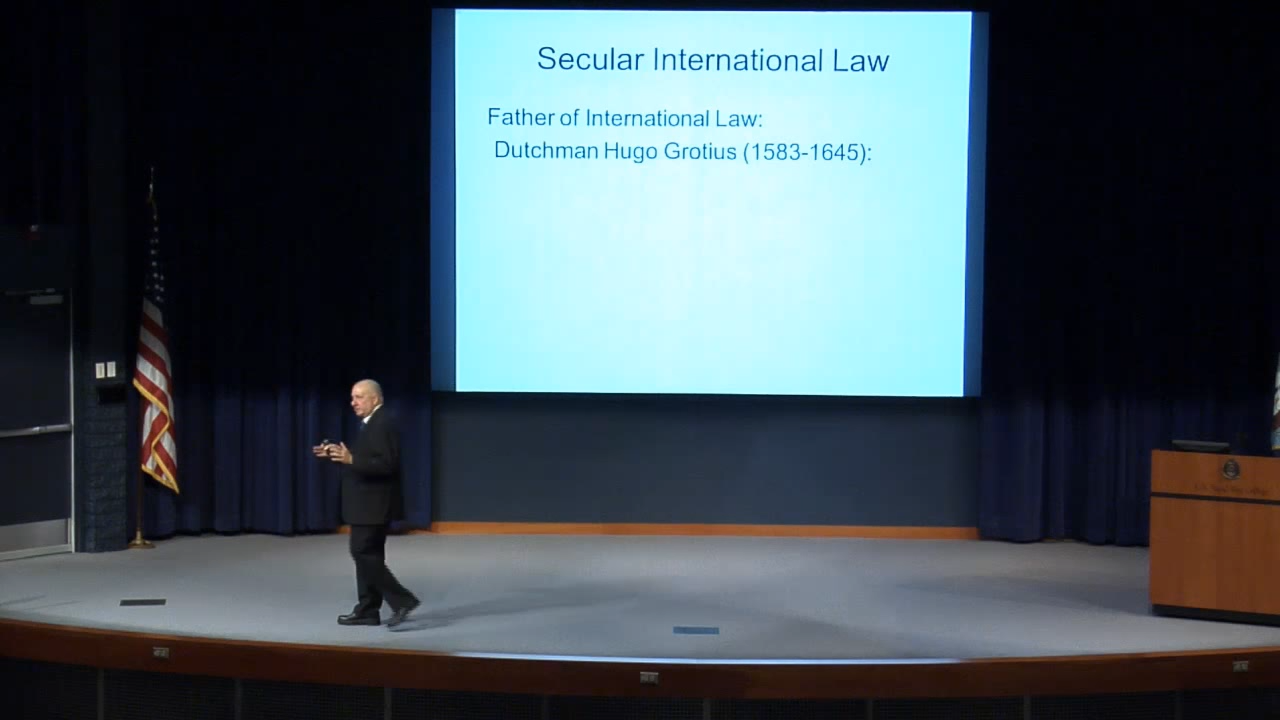 Secular International Law
Father of International Law:
Dutchman Hugo Grotius (1583-1645):